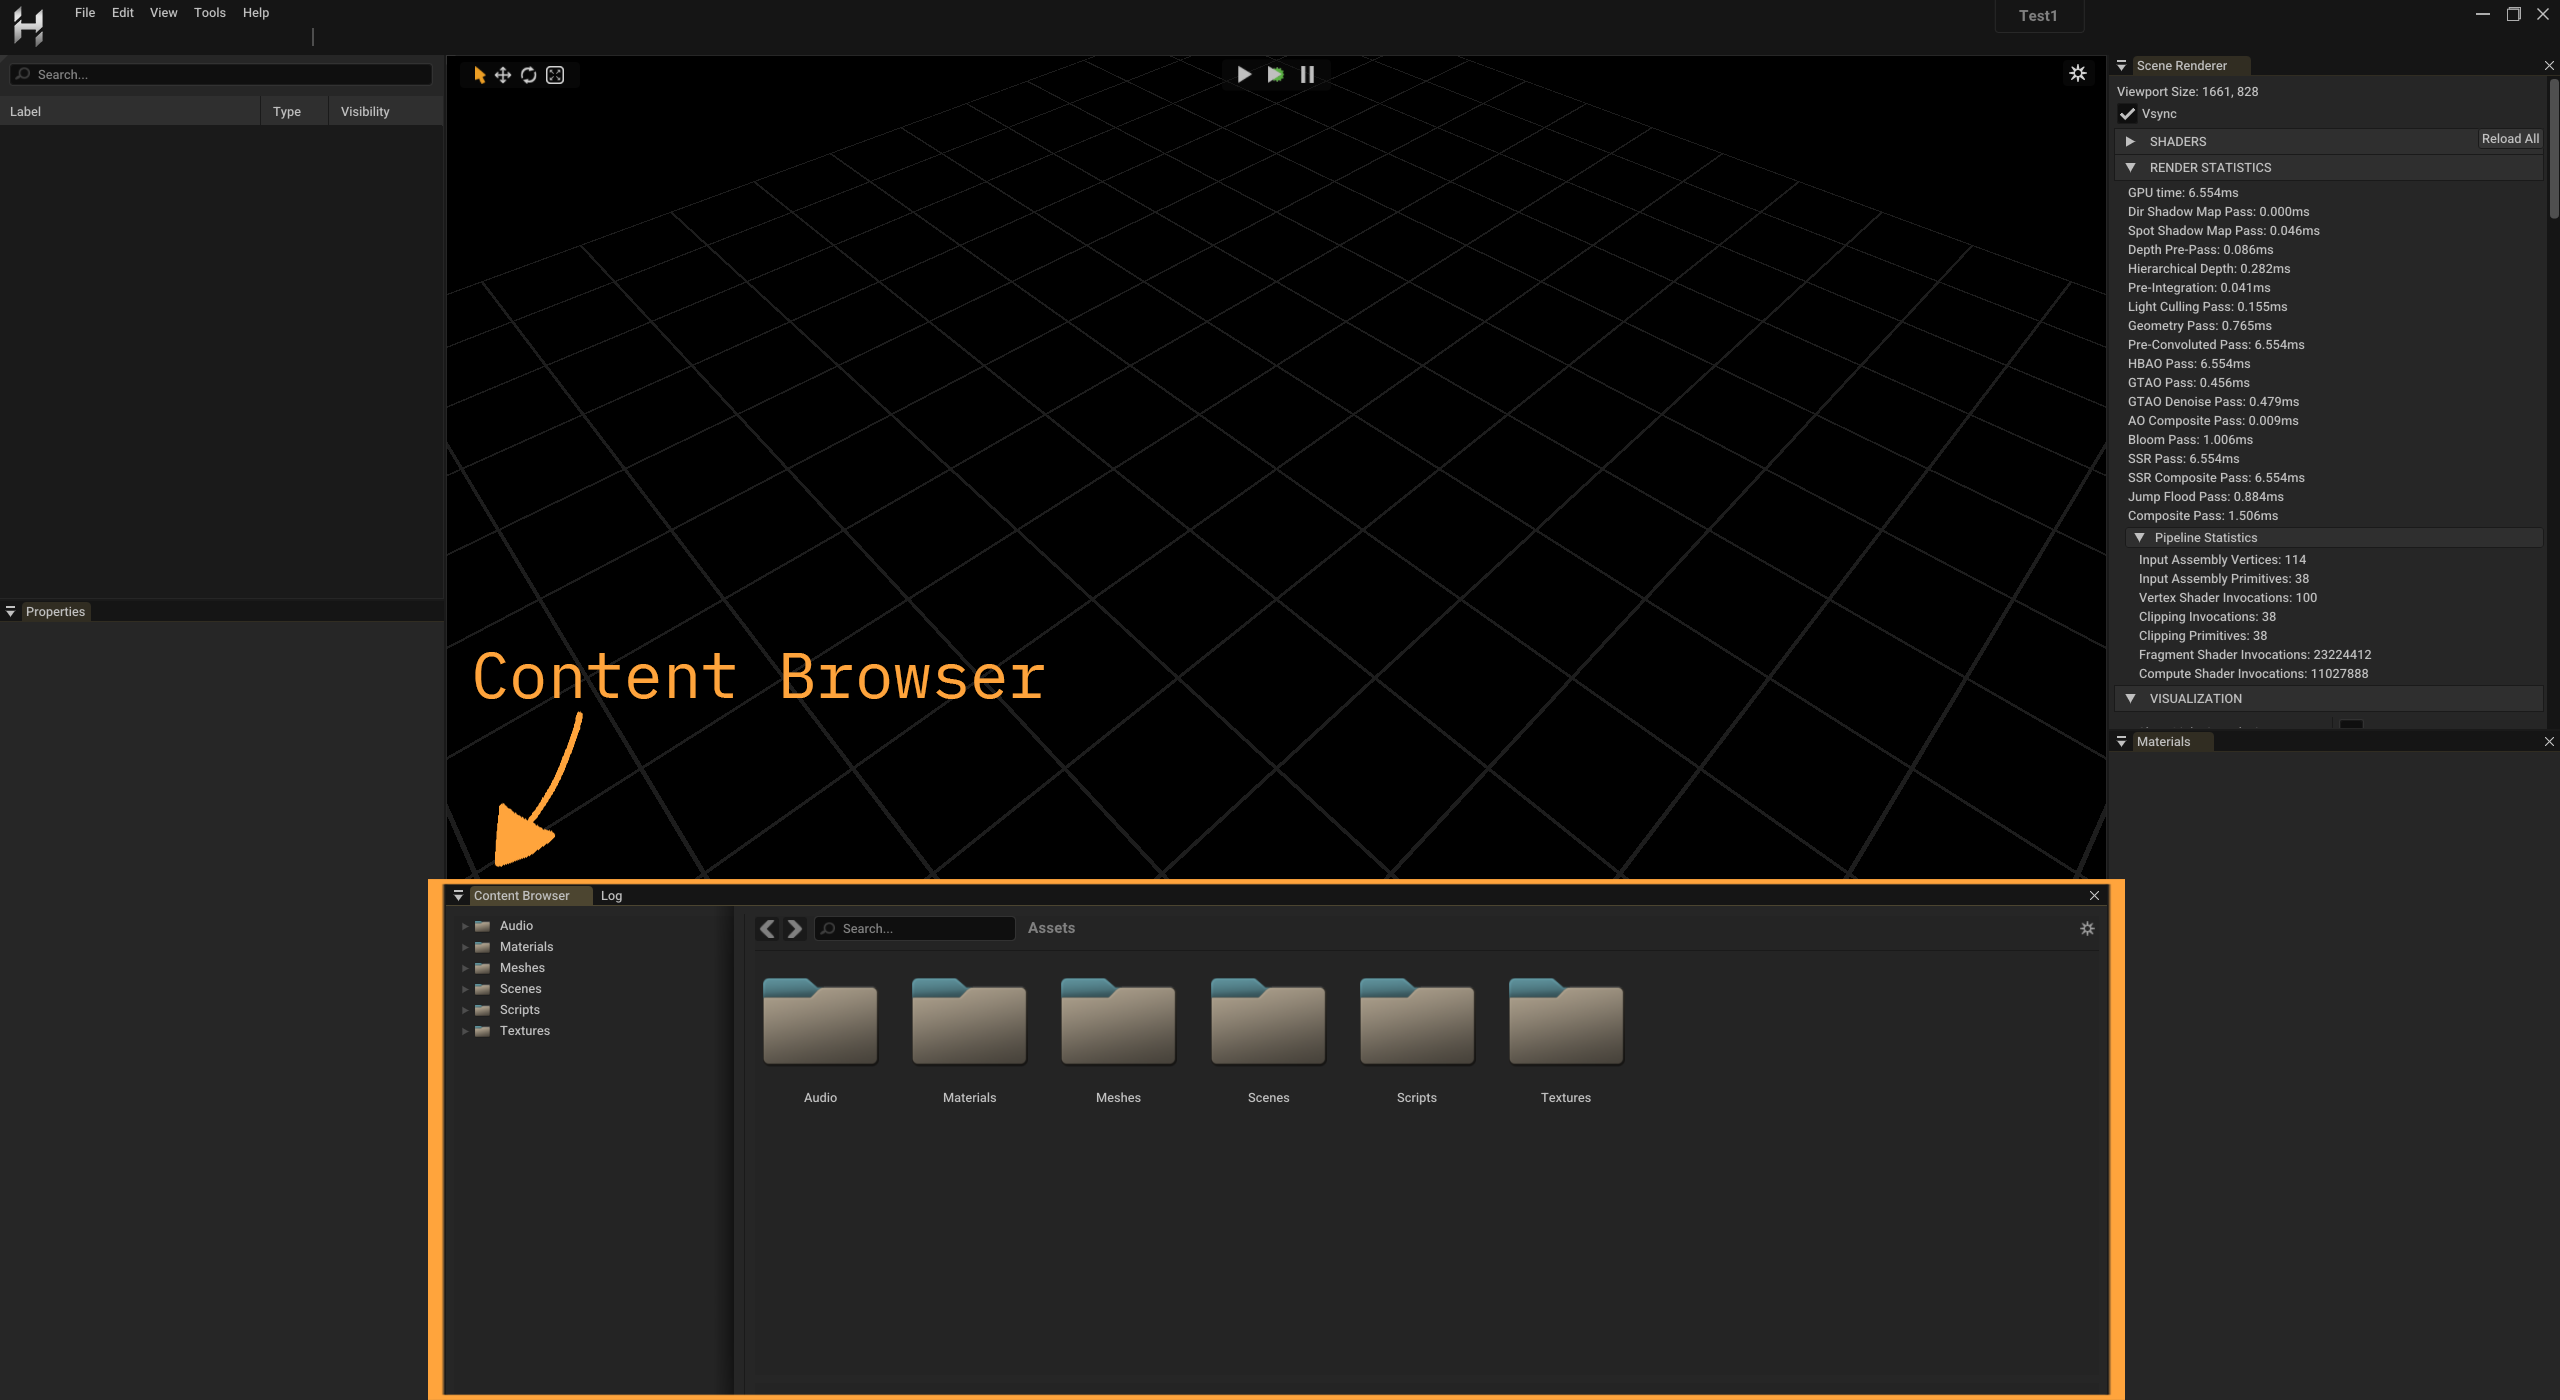 File Edit View Tools Help
Test1
Search...
Label Type Visibility
Properties
Content Browser
Scene Renderer
Viewport Size: 1661, 828
Vsync
SHADERS Reload All
RENDER STATISTICS
GPU time: 6.554ms
Dir Shadow Map Pass: 0.000ms
Spot Shadow Map Pass: 0.046ms
Depth Pre-Pass: 0.086ms
Hierarchical Depth: 0.282ms
Pre-Integration: 0.041ms
Light Culling Pass: 0.155ms
Geometry Pass: 0.765ms
Pre-Convoluted Pass: 6.554ms
HBAO Pass: 6.554ms
GTAO Pass: 0.456ms
GTAO Denoise Pass: 0.479ms
AO Composite Pass: 0.009ms
Bloom Pass: 1.006ms
SSR Pass: 6.554ms
SSR Composite Pass: 6.554ms
Jump Flood Pass: 0.884ms
Composite Pass: 1.506ms
Pipeline Statistics
Input Assembly Vertices: 114
Input Assembly Primitives: 38
Vertex Shader Invocations: 100
Clipping Invocations: 38
Clipping Primitives: 38
Fragment Shader Invocations: 23224412
Compute Shader Invocations: 11027888
VISUALIZATION
Materials
Content Browser Log
Audio
Materials
Meshes
Scenes
Scripts
Textures
Search... Assets
Audio Materials Meshes Scenes Scripts Textures